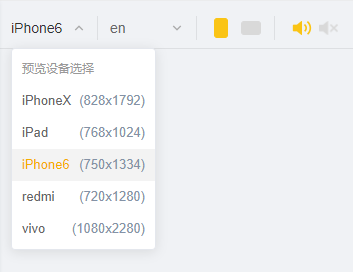 iPhone6 en
预览设备选择
iPhoneX (828x1792)
iPad (768x1024)
iPhone6 (750x1334)
redmi (720x1280)
vivo (1080x2280)